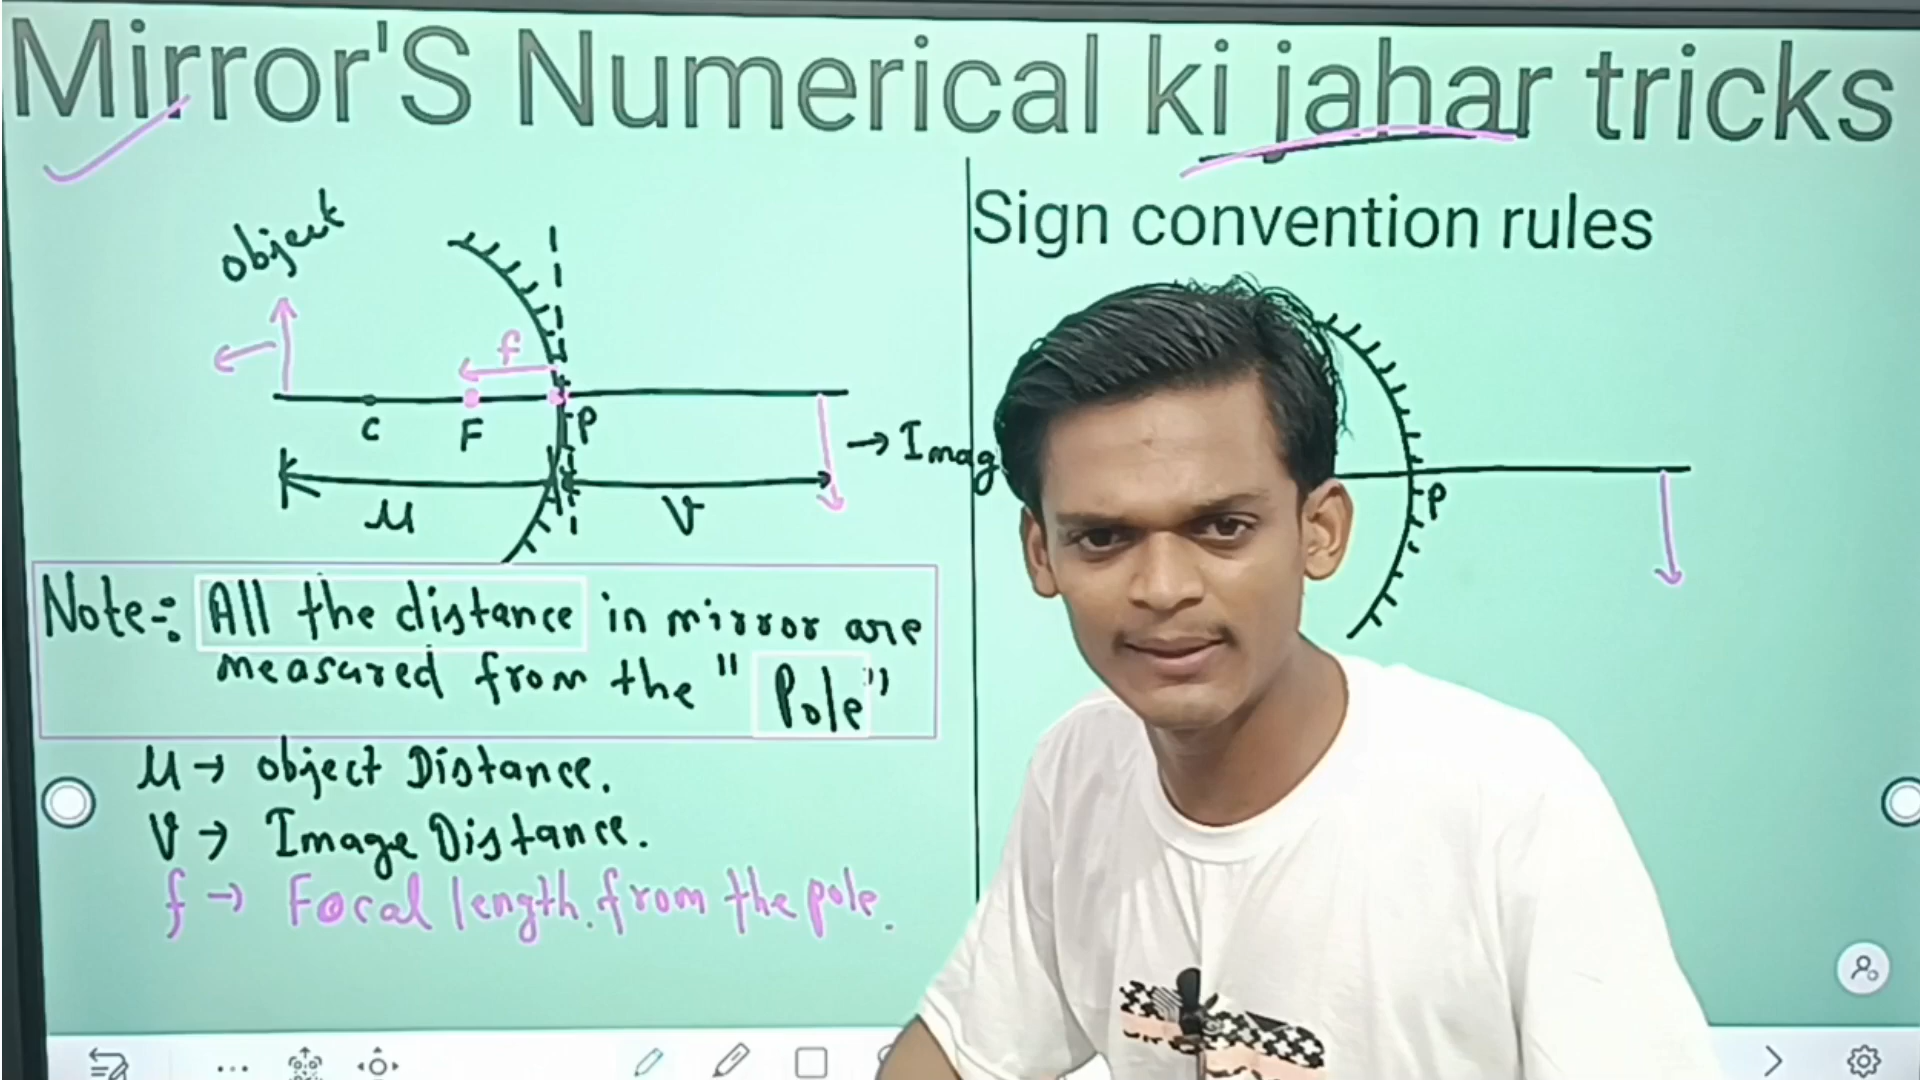 Mirror'S Numerical ki jahar tricks
object
f
C F P
u v
→ Imag
Note-: All the distance in mirror are
measured from the "Pole"
u → object Distance.
v → Image Distance.
f → Focal length. from the pole.
Sign convention rules
P